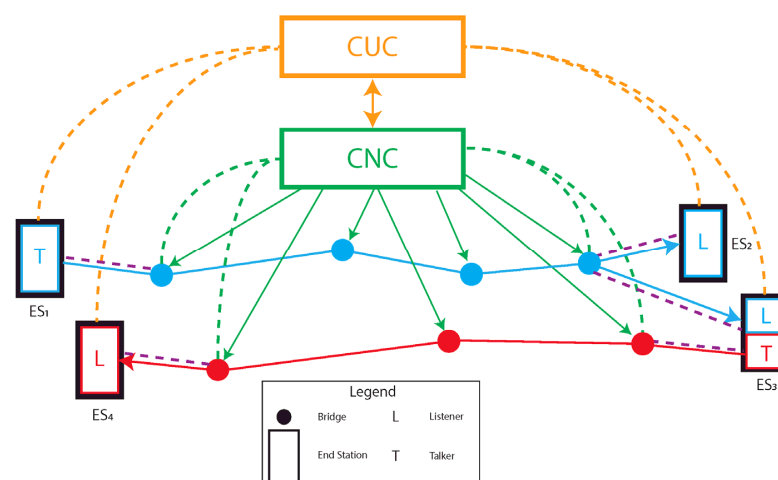 CUC
CNC
T
ES₁
L
ES₂
L
T
ES₃
L
ES₄
Legend
Bridge L Listener
End Station T Talker